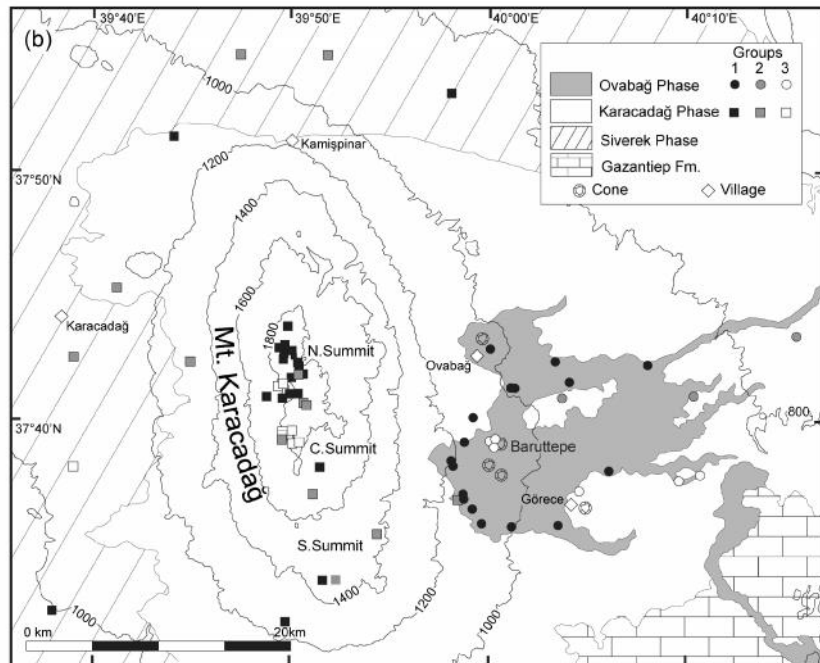 39°40'E
39°50'E
40°00'E
40°10'E
(b)
Groups
1 2 3
Ovabağ Phase
Karacadağ Phase
Siverek Phase
Gazantiep Fm.
Cone
Village
1000
Kamişpinar
1200
37°50'N
1400
1600
1800
Karacadağ
Mt. Karacadağ
N.Summit
Ovabağ
800
37°40'N
C.Summit
Baruttepe
Görece
S.Summit
1400
1200
1000
1000
0 km
20km